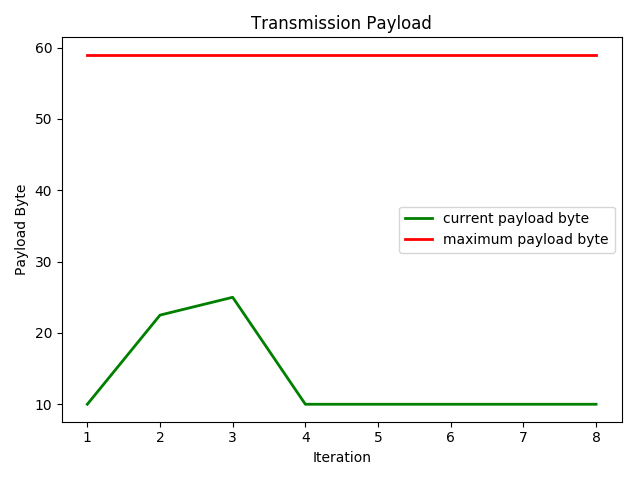 Transmission Payload
60
50
40
30
20
10
Payload Byte
current payload byte
maximum payload byte
1 2 3 4 5 6 7 8
Iteration